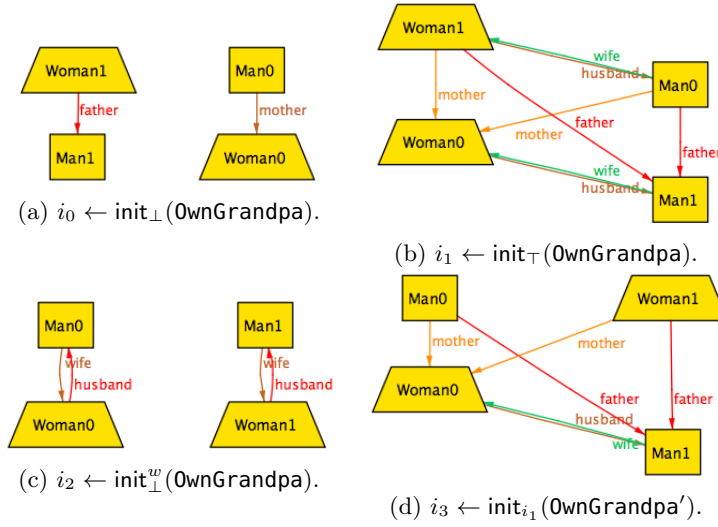 Woman1
father
Man1
Man0
mother
Woman0
(a) i₀ ← init⊥(OwnGrandpa).
Woman1
wife
husband
Man0
mother
mother
father
father
Woman0
wife
husband
Man1
(b) i₁ ← init⊤(OwnGrandpa).
Man0
wife
husband
Woman0
Man1
wife
husband
Woman1
(c) i₂ ← initʷ⊥(OwnGrandpa).
Man0
Woman1
mother
mother
father
father
Woman0
husband
wife
Man1
(d) i₃ ← init_{i₁}(OwnGrandpa′).